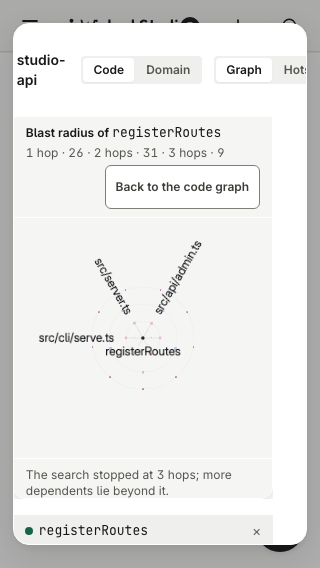 studio-
api
Code
Domain
Graph
Hots
Blast radius of registerRoutes
1 hop · 26 · 2 hops · 31 · 3 hops · 9
Back to the code graph
src/server.ts
src/api/admin.ts
src/cli/serve.ts
registerRoutes
The search stopped at 3 hops; more
dependents lie beyond it.
registerRoutes ×